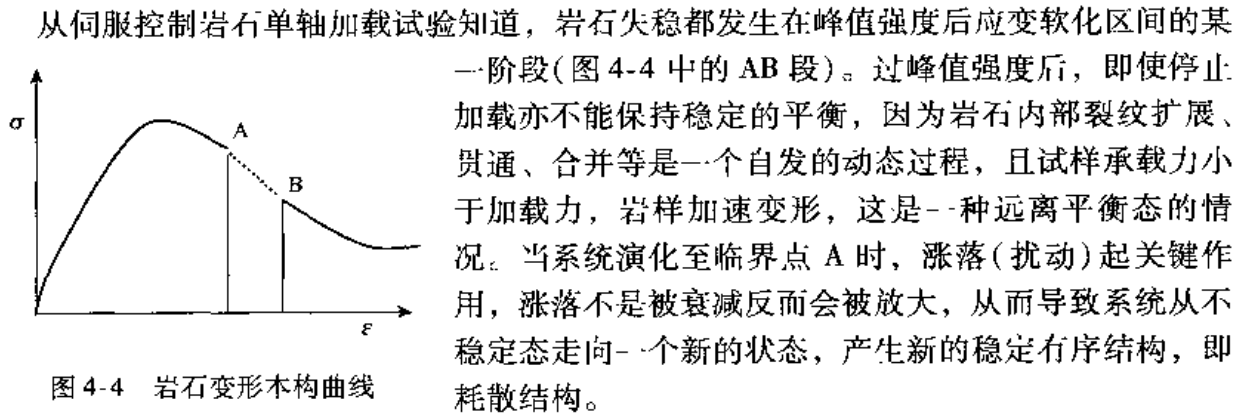 从伺服控制岩石单轴加载试验知道，岩石失稳都发生在峰值强度后应变软化区间的某
一阶段(图 4-4 中的 AB 段)。过峰值强度后，即使停止
加载亦不能保持稳定的平衡，因为岩石内部裂纹扩展、
贯通、合并等是一个自发的动态过程，且试样承载力小
于加载力，岩样加速变形，这是一种远离平衡态的情
况。当系统演化至临界点 A 时，涨落(扰动)起关键作
用，涨落不是被衰减反而会被放大，从而导致系统从不
稳定态走向一个新的状态，产生新的稳定有序结构，即
耗散结构。
σ
A
B
ε
图 4-4 岩石变形本构曲线